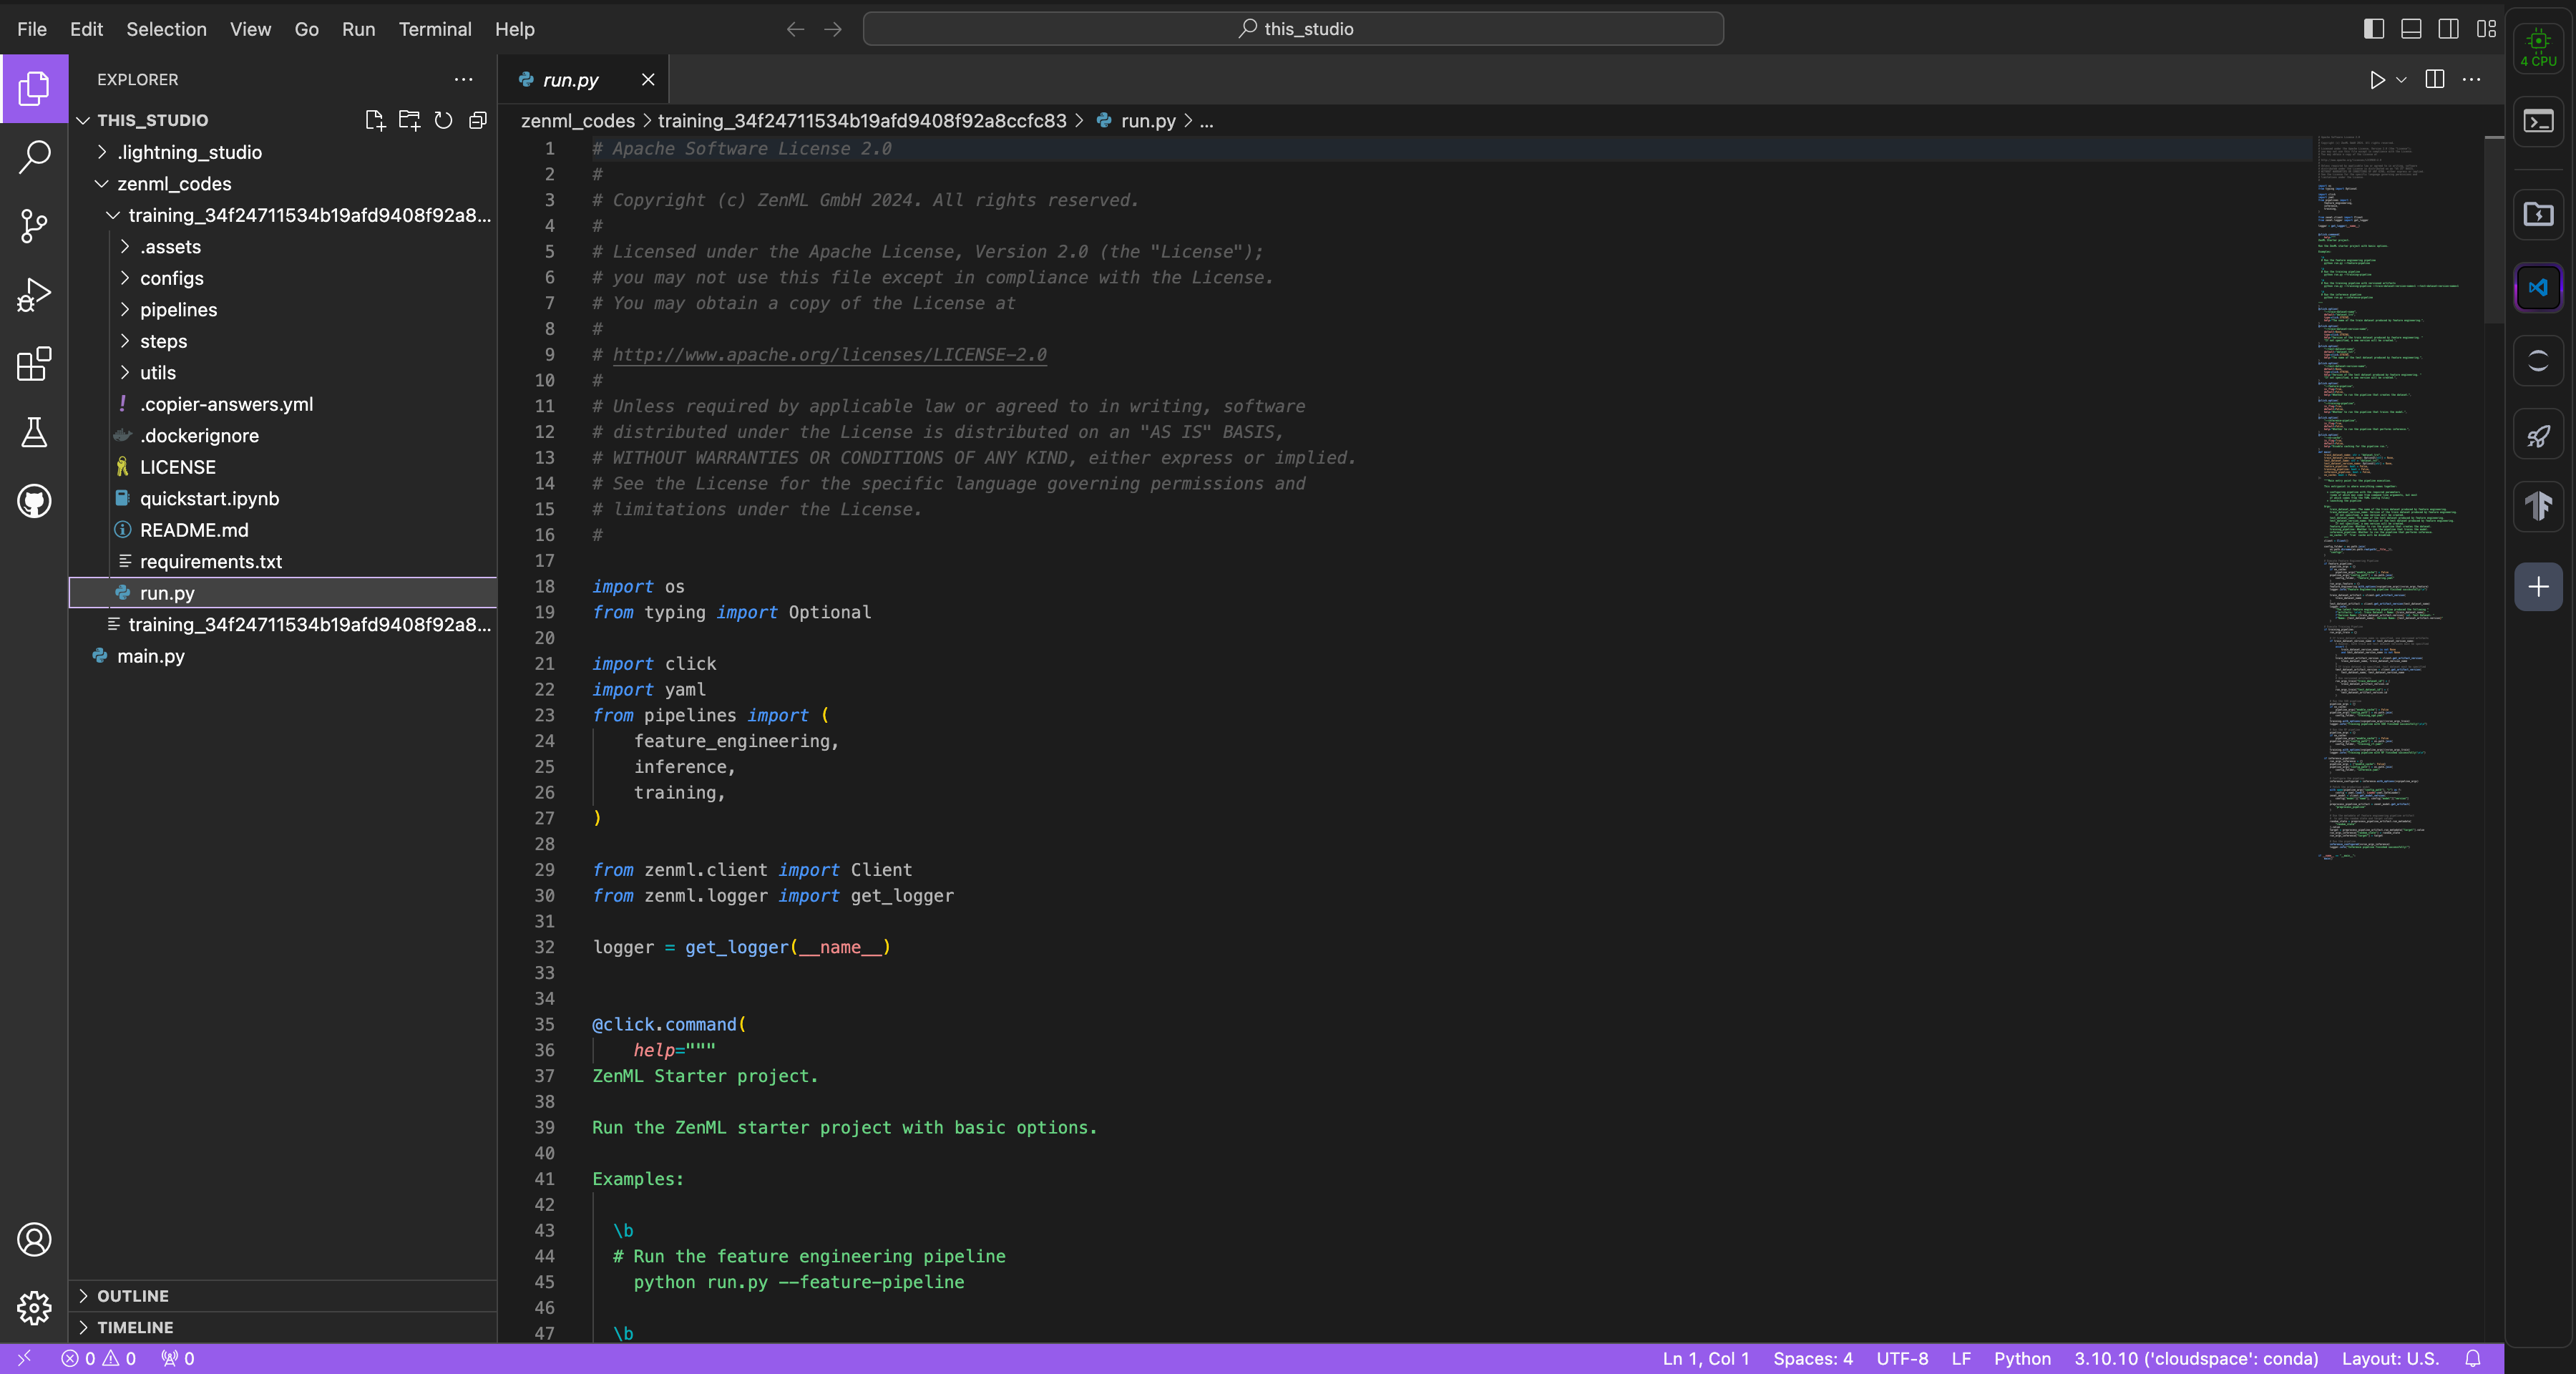 File Edit Selection View Go Run Terminal Help
this_studio
4 CPU
EXPLORER
run.py
THIS_STUDIO
.lightning_studio
zenml_codes
training_34f24711534b19afd9408f92a8...
.assets
configs
pipelines
steps
utils
.copier-answers.yml
.dockerignore
LICENSE
quickstart.ipynb
README.md
requirements.txt
run.py
training_34f24711534b19afd9408f92a8...
main.py
OUTLINE
TIMELINE
zenml_codes > training_34f24711534b19afd9408f92a8ccfc83 > run.py > ...
1 # Apache Software License 2.0
2 #
3 # Copyright (c) ZenML GmbH 2024. All rights reserved.
4 #
5 # Licensed under the Apache License, Version 2.0 (the "License");
6 # you may not use this file except in compliance with the License.
7 # You may obtain a copy of the License at
8 #
9 # http://www.apache.org/licenses/LICENSE-2.0
10 #
11 # Unless required by applicable law or agreed to in writing, software
12 # distributed under the License is distributed on an "AS IS" BASIS,
13 # WITHOUT WARRANTIES OR CONDITIONS OF ANY KIND, either express or implied.
14 # See the License for the specific language governing permissions and
15 # limitations under the License.
16 #
17
18 import os
19 from typing import Optional
20
21 import click
22 import yaml
23 from pipelines import (
24     feature_engineering,
25     inference,
26     training,
27 )
28
29 from zenml.client import Client
30 from zenml.logger import get_logger
31
32 logger = get_logger(__name__)
33
34
35 @click.command(
36     help="""
37 ZenML Starter project.
38
39 Run the ZenML starter project with basic options.
40
41 Examples:
42
43   \b
44   # Run the feature engineering pipeline
45     python run.py --feature-pipeline
46
47   \b
0 0 0
Ln 1, Col 1 Spaces: 4 UTF-8 LF Python 3.10.10 ('cloudspace': conda) Layout: U.S.